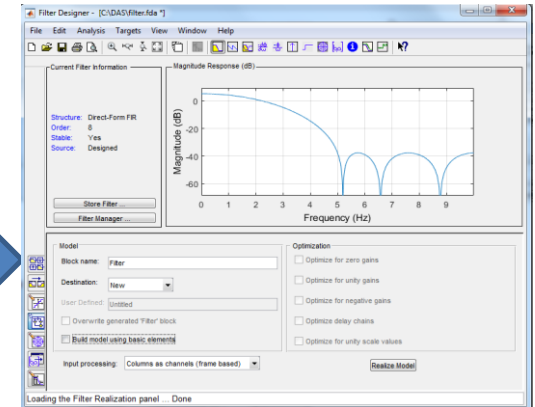 Filter Designer - [C:\DAS\filter.fda *]
File Edit Analysis Targets View Window Help
Current Filter Information
Structure: Direct-Form FIR
Order: 8
Stable: Yes
Source: Designed
Store Filter ...
Filter Manager ...
Magnitude Response (dB)
Magnitude (dB)
0
-20
-40
-60
0 1 2 3 4 5 6 7 8 9
Frequency (Hz)
Model
Block name: Filter
Destination: New
User Defined: Untitled
Overwrite generated 'Filter' block
Build model using basic elements
Input processing: Columns as channels (frame based)
Optimization
Optimize for zero gains
Optimize for unity gains
Optimize for negative gains
Optimize delay chains
Optimize for unity scale values
Realize Model
Loading the Filter Realization panel ... Done